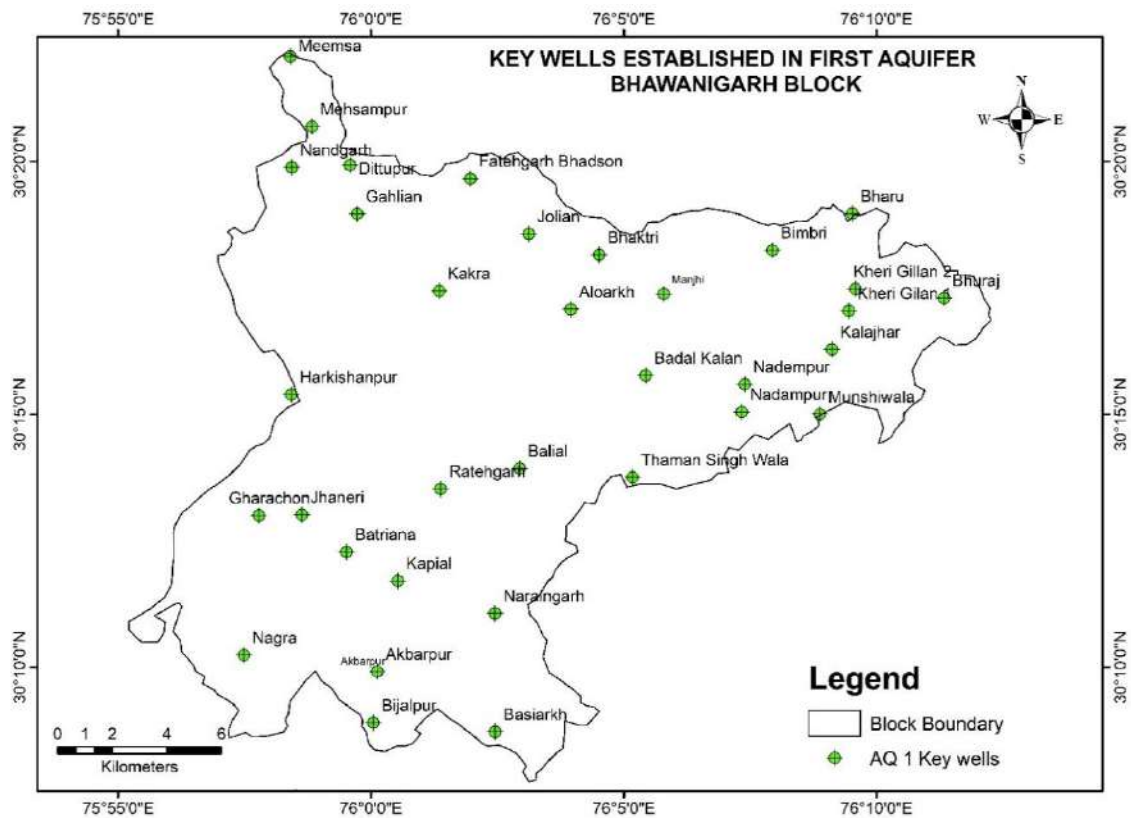 75°55'0"E
76°0'0"E
76°5'0"E
76°10'0"E
KEY WELLS ESTABLISHED IN FIRST AQUIFER
BHAWANIGARH BLOCK
N
W
E
S
30°20'0"N
30°20'0"N
30°15'0"N
30°15'0"N
30°10'0"N
30°10'0"N
Meemsa
Mehsampur
Nandgarh
Dittupur
Fatehgarh Bhadson
Gahlian
Bharu
Jolian
Bhaktri
Bimbri
Kheri Gillan 2
Bhuraj
Kakra
Manjhi
Aloarkh
Kheri Gilan
Kalajhar
Badal Kalan
Nadempur
Harkishanpur
Nadampur
Munshiwala
Balial
Thaman Singh Wala
Ratehgarh
Gharachon
Jhaneri
Batriana
Kapial
Naraingarh
Nagra
Akbarpur
Akbarpur
Bijalpur
Basiarkh
Legend
Block Boundary
AQ 1 Key wells
0 1 2 4 6
Kilometers
75°55'0"E
76°0'0"E
76°5'0"E
76°10'0"E